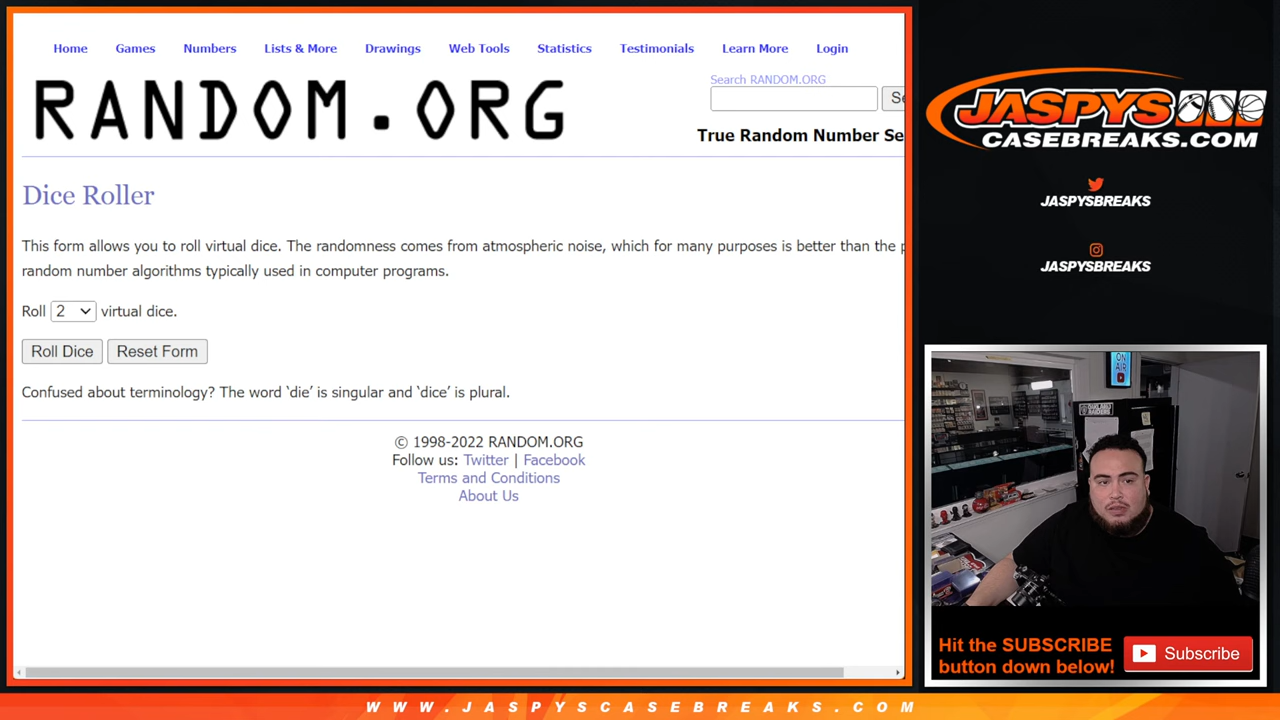 Home Games Numbers Lists & More Drawings Web Tools Statistics Testimonials Learn More Login
RANDOM.ORG
Search RANDOM.ORG
Se
True Random Number Se
Dice Roller
This form allows you to roll virtual dice. The randomness comes from atmospheric noise, which for many purposes is better than the p
random number algorithms typically used in computer programs.
Roll 2 virtual dice.
Roll Dice Reset Form
Confused about terminology? The word ‘die’ is singular and ‘dice’ is plural.
© 1998-2022 RANDOM.ORG
Follow us: Twitter | Facebook
Terms and Conditions
About Us
JASPYS
CASEBREAKS.COM
JASPYSBREAKS
JASPYSBREAKS
ON
AIR
Hit the SUBSCRIBE
button down below!
Subscribe
WWW.JASPYSCASEBREAKS.COM